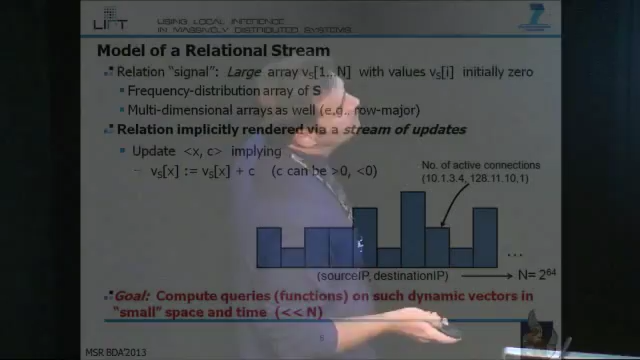 LIFT
USING LOCAL INFERENCE
IN MASSIVELY DISTRIBUTED SYSTEMS
Model of a Relational Stream
Relation "signal": Large array vS[1...N] with values vS[i] initially zero
Frequency-distribution array of S
Multi-dimensional arrays as well (e.g., row-major)
Relation implicitly rendered via a stream of updates
Update <x, c> implying
– vS[x] := vS[x] + c (c can be >0, <0)
No. of active connections
(10.1.3.4, 128.11.10,1)
...
(sourceIP, destinationIP)
N= 2^64
Goal: Compute queries (functions) on such dynamic vectors in
"small" space and time (<< N)
MSR BDA'2013